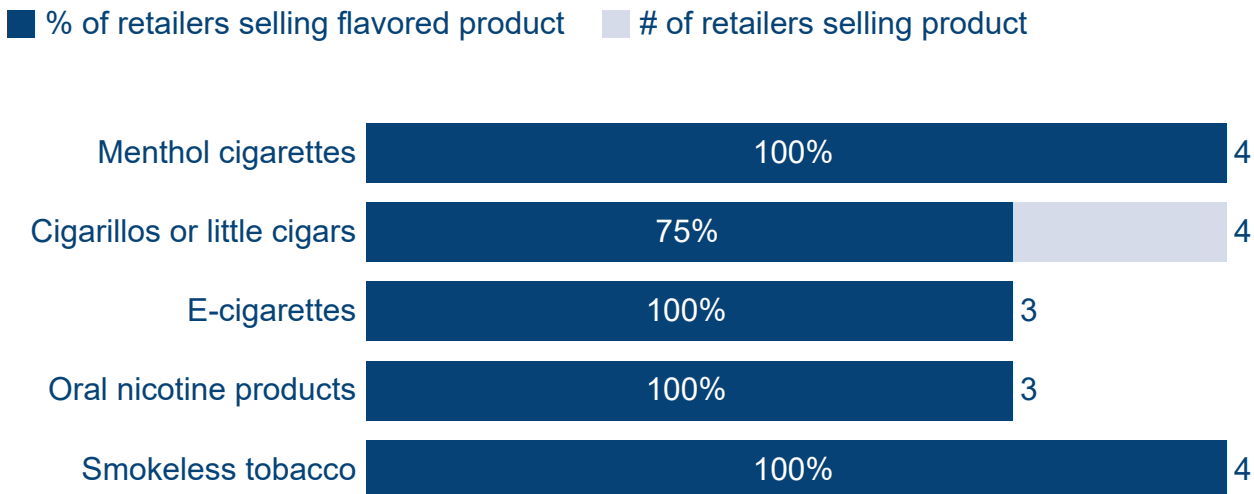 % of retailers selling flavored product # of retailers selling product
Menthol cigarettes 100% 4
Cigarillos or little cigars 75% 4
E-cigarettes 100% 3
Oral nicotine products 100% 3
Smokeless tobacco 100% 4